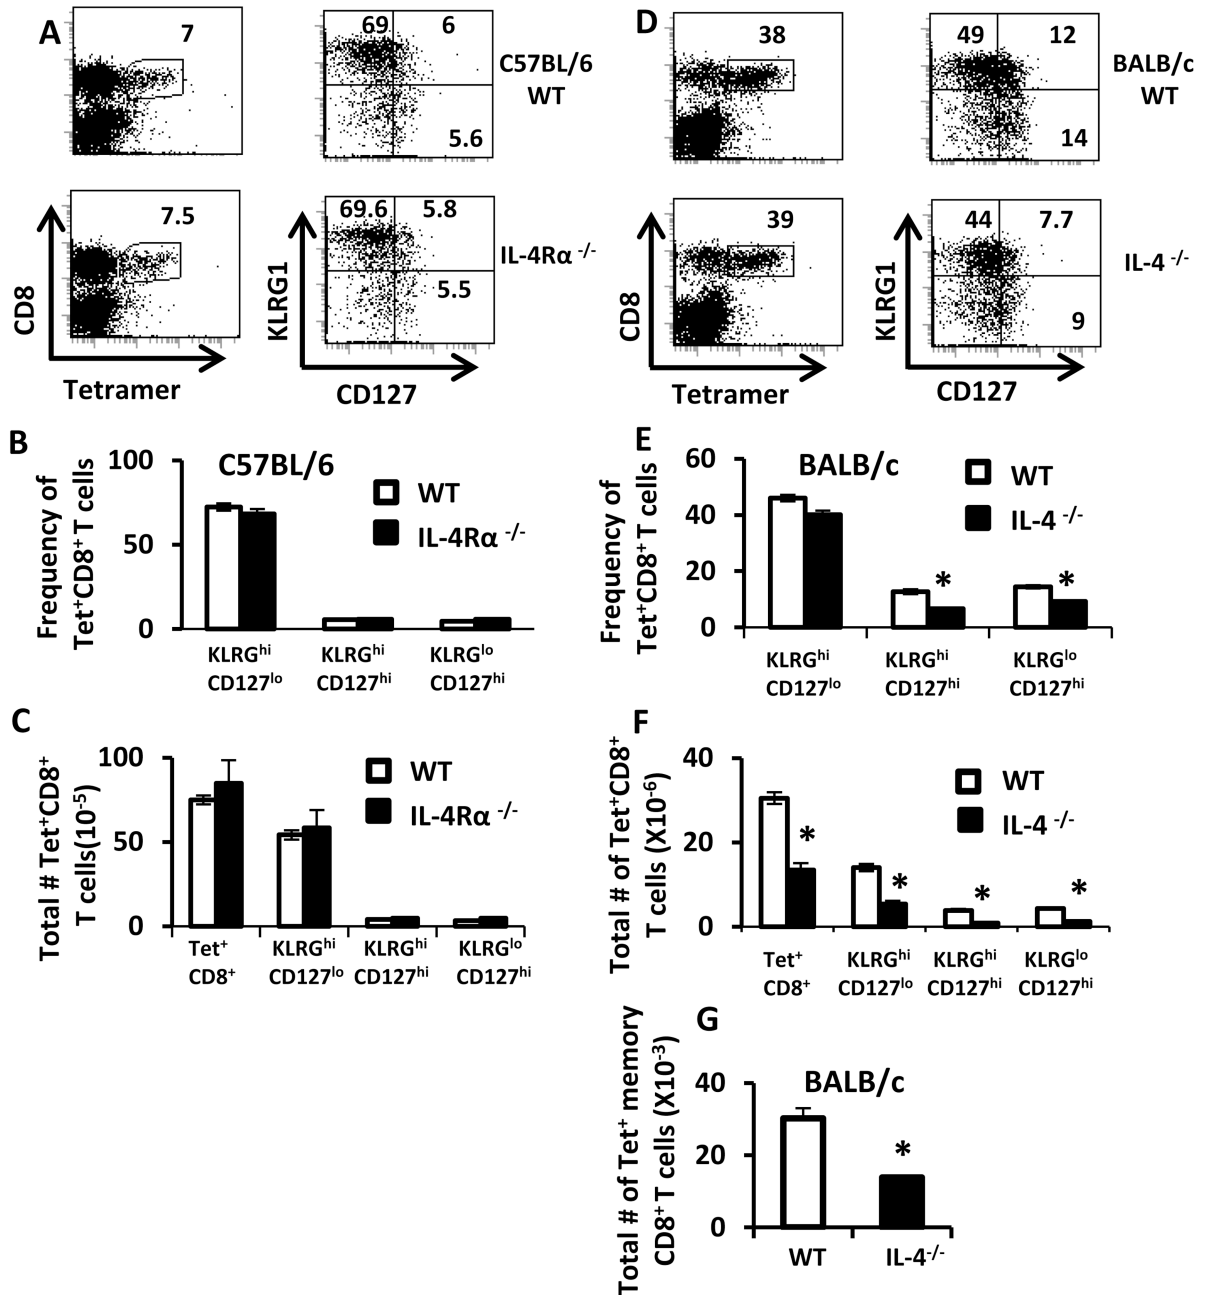 A
7
69
6
C57BL/6
WT
5.6
7.5
69.6
5.8
IL-4Rα -/-
5.5
CD8
KLRG1
Tetramer
CD127
D
38
49
12
BALB/c
WT
14
39
44
7.7
IL-4 -/-
9
CD8
KLRG1
Tetramer
CD127
B
C57BL/6
Frequency of
Tet+CD8+ T cells
100
50
0
WT
IL-4Rα -/-
KLRGhi
CD127lo
KLRGhi
CD127hi
KLRGlo
CD127hi
E
BALB/c
Frequency of
Tet+CD8+ T cells
60
40
20
0
WT
IL-4 -/-
*
*
KLRGhi
CD127lo
KLRGhi
CD127hi
KLRGlo
CD127hi
C
Total # Tet+CD8+
T cells(10-5)
100
50
0
WT
IL-4Rα -/-
Tet+
CD8+
KLRGhi
CD127lo
KLRGhi
CD127hi
KLRGlo
CD127hi
F
Total # of Tet+CD8+
T cells (X10-6)
40
20
0
WT
IL-4 -/-
*
*
*
*
Tet+
CD8+
KLRGhi
CD127lo
KLRGhi
CD127hi
KLRGlo
CD127hi
G
BALB/c
Total # of Tet+ memory
CD8+ T cells (X10-3)
40
20
0
*
WT
IL-4-/-